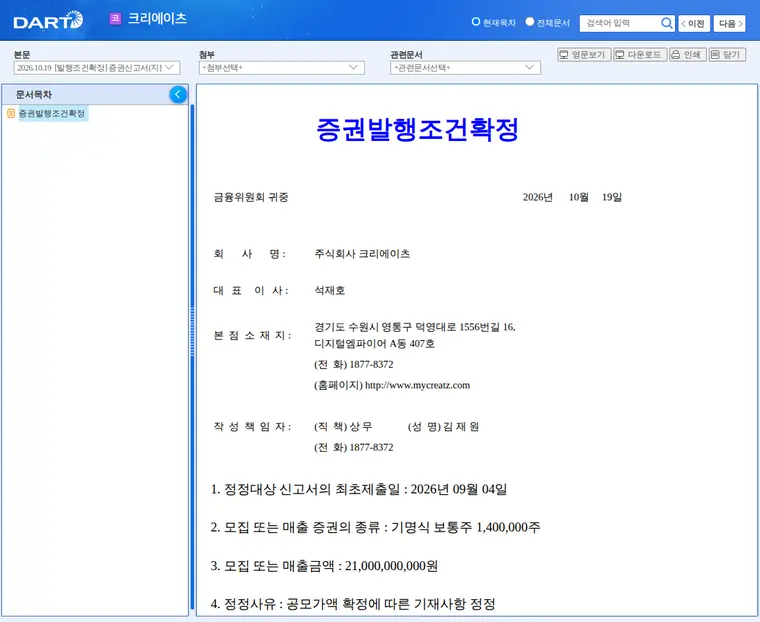 DART
코 크리에이츠
현재목차 전체문서 검색어 입력 이전 다음
본문 첨부 관련문서
2026.10.19 [발행조건확정]증권신고서(지분 +첨부선택+ +관련문서선택+
영문보기 다운로드 인쇄 닫기
문서목차
증권발행조건확정
증권발행조건확정
금융위원회 귀중 2026년 10월 19일
회 사 명 : 주식회사 크리에이츠
대 표 이 사 : 석재호
본 점 소 재 지 : 경기도 수원시 영통구 덕영대로 1556번길 16,
디지털엠파이어 A동 407호
(전 화) 1877-8372
(홈페이지) http://www.mycreatz.com
작 성 책 임 자 : (직 책) 상 무 (성 명) 김 재 원
(전 화) 1877-8372
1. 정정대상 신고서의 최초제출일 : 2026년 09월 04일
2. 모집 또는 매출 증권의 종류 : 기명식 보통주 1,400,000주
3. 모집 또는 매출금액 : 21,000,000,000원
4. 정정사유 : 공모가액 확정에 따른 기재사항 정정